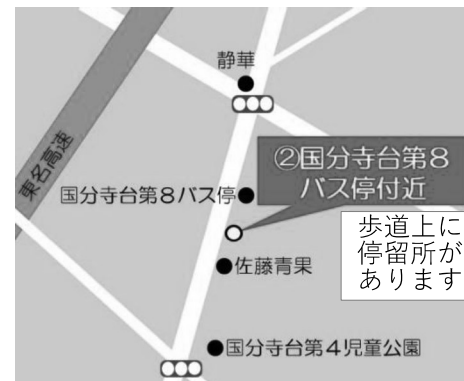 静華
東名高速
②国分寺台第8
バス停付近
国分寺台第8バス停
歩道上に
停留所が
あります
佐藤青果
国分寺台第4児童公園